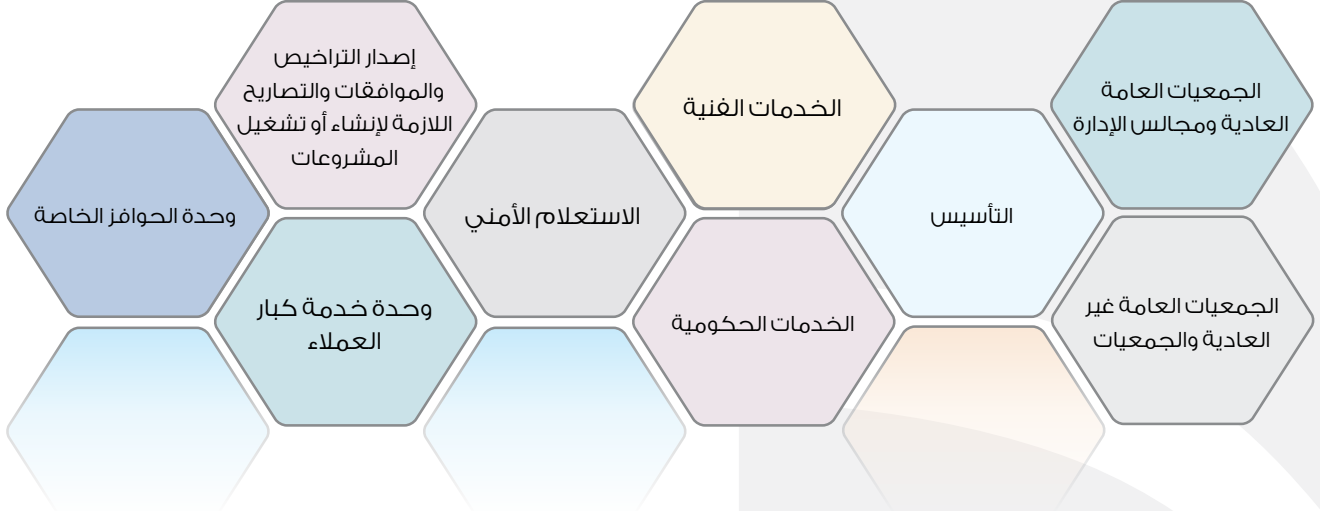 الجمعيات العامة
العادية ومجالس الإدارة
الجمعيات العامة غير
العادية والجمعيات
التأسيس
الخدمات الفنية
الخدمات الحكومية
الاستعلام الأمني
إصدار التراخيص
والموافقات والتصاريح
اللازمة لإنشاء أو تشغيل
المشروعات
وحدة خدمة كبار
العملاء
وحدة الحوافز الخاصة